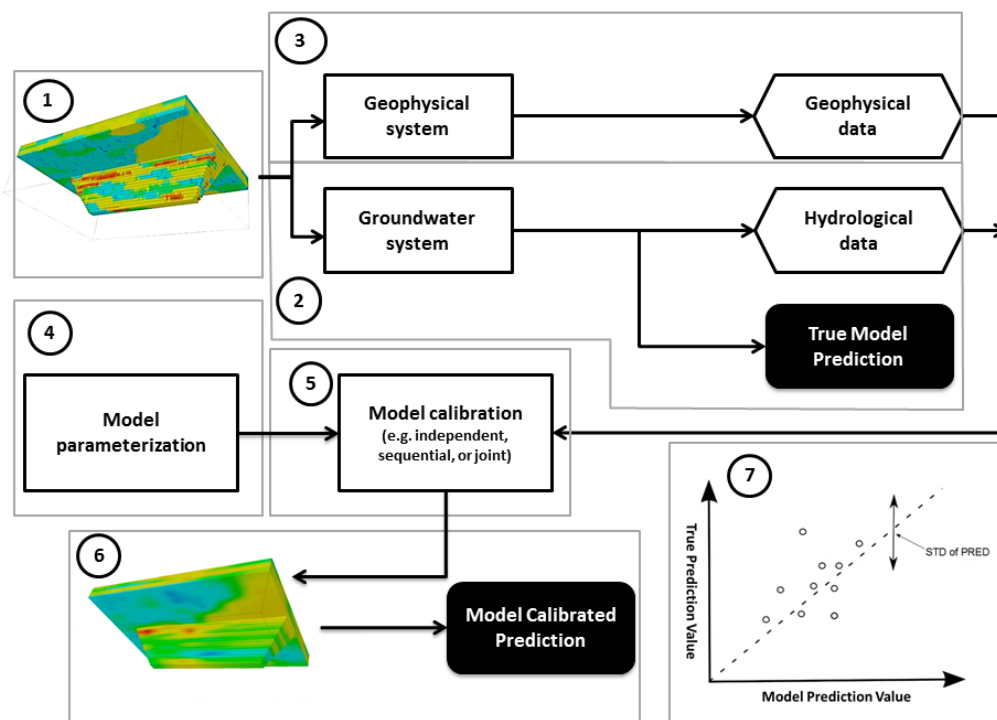 3
1
Geophysical
system
Geophysical
data
Groundwater
system
Hydrological
data
2
True Model
Prediction
4
Model
parameterization
5
Model calibration
(e.g. independent,
sequential, or joint)
6
Model Calibrated
Prediction
7
True Prediction
Value
STD of PRED
Model Prediction Value